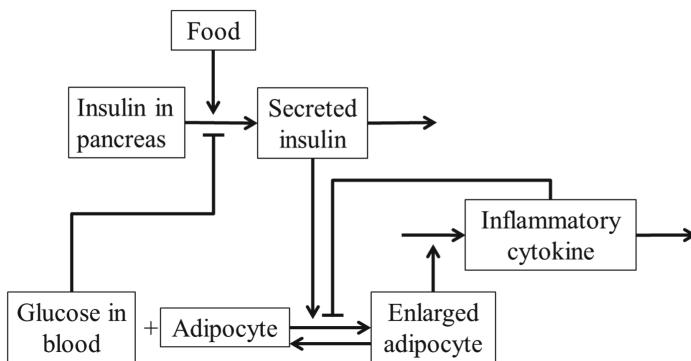 Food
Insulin in
pancreas
Secreted
insulin
Inflammatory
cytokine
Glucose in
blood
+
Adipocyte
Enlarged
adipocyte